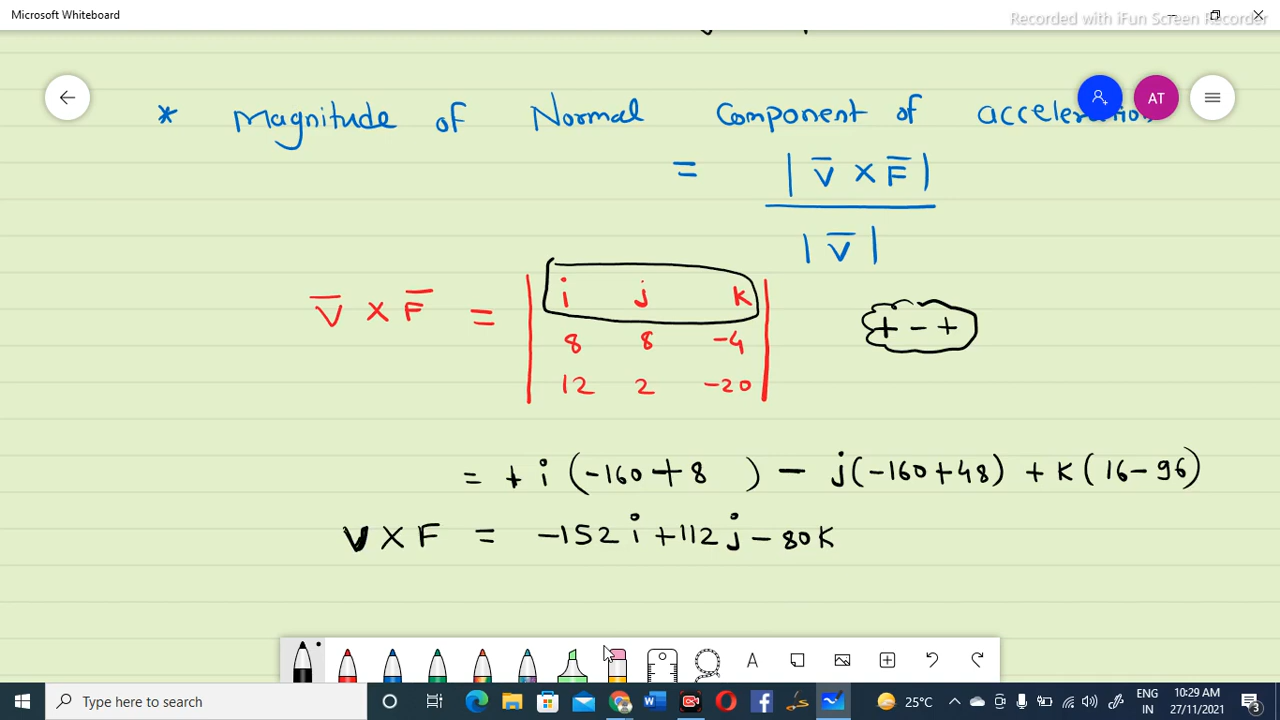 Microsoft Whiteboard
Recorded with iFun Screen Recorder
* Magnitude of Normal Component of acceleration
AT
= | V̅ × F̅ |
| V̅ |
V̅ × F̅ = | i j k |
8 8 -4
12 2 -20
+ - +
= + i (-160+8 ) - j(-160+48) + k(16-96)
V × F = -152 i +112 j - 80k
A
Type here to search
25°C
ENG
IN
10:29 AM
27/11/2021
3